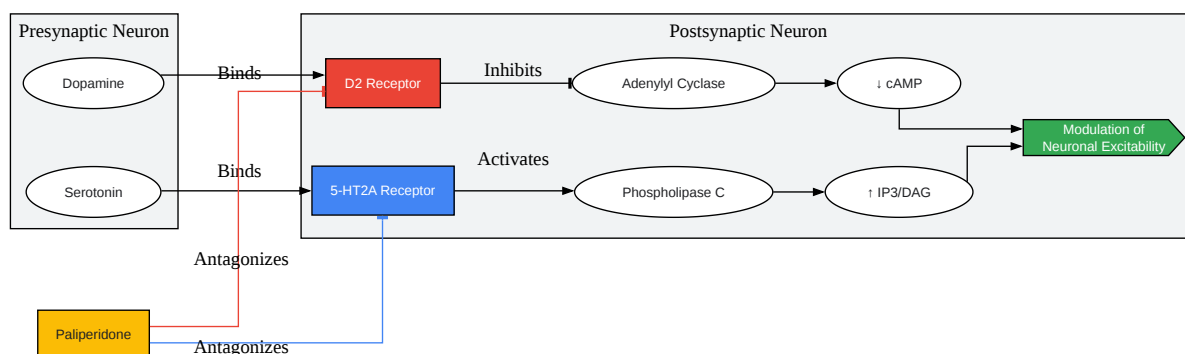 Presynaptic Neuron
Postsynaptic Neuron
Dopamine
Binds
D2 Receptor
Inhibits
Adenylyl Cyclase
↓ cAMP
Modulation of
Neuronal Excitability
Serotonin
Binds
5-HT2A Receptor
Activates
Phospholipase C
↑ IP3/DAG
Antagonizes
Paliperidone
Antagonizes